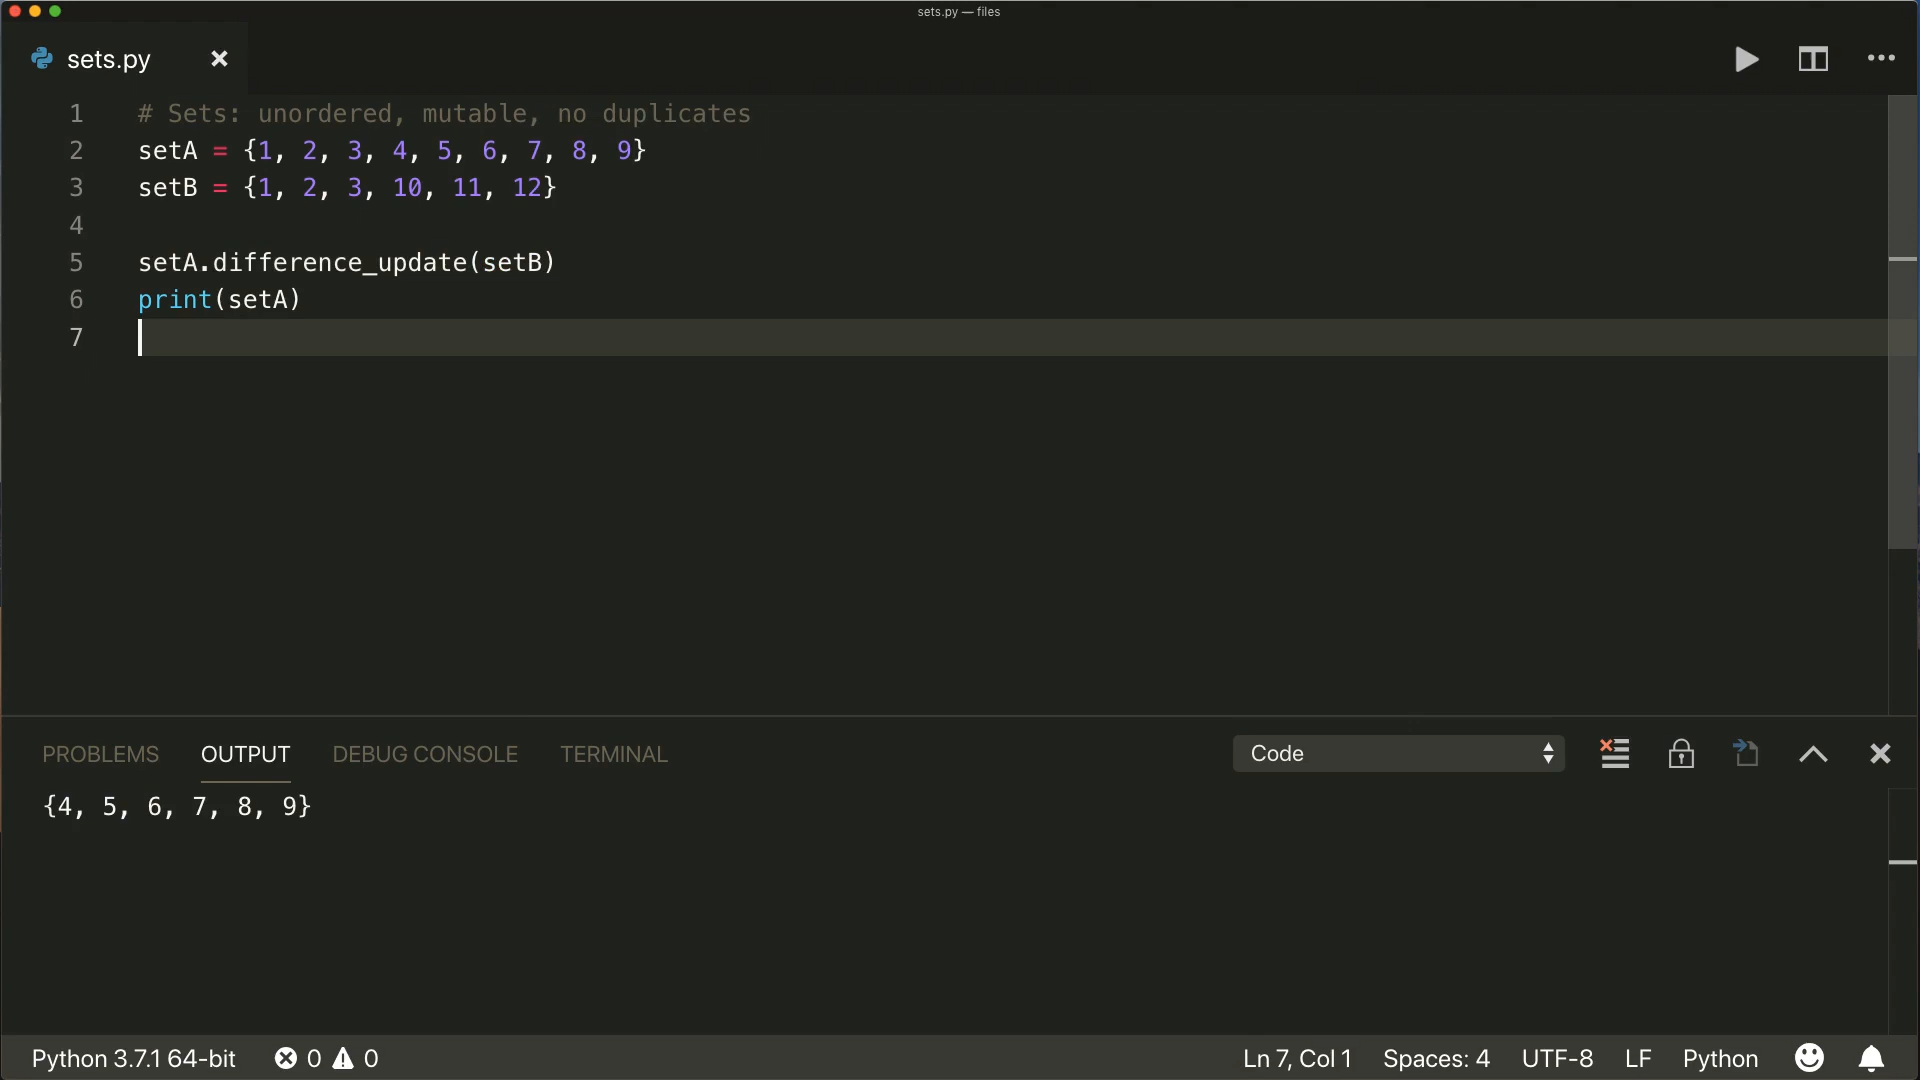 sets.py — files
sets.py
1 # Sets: unordered, mutable, no duplicates
2 setA = {1, 2, 3, 4, 5, 6, 7, 8, 9}
3 setB = {1, 2, 3, 10, 11, 12}
4
5 setA.difference_update(setB)
6 print(setA)
7
PROBLEMS OUTPUT DEBUG CONSOLE TERMINAL Code
{4, 5, 6, 7, 8, 9}
Python 3.7.1 64-bit 0 0 Ln 7, Col 1 Spaces: 4 UTF-8 LF Python